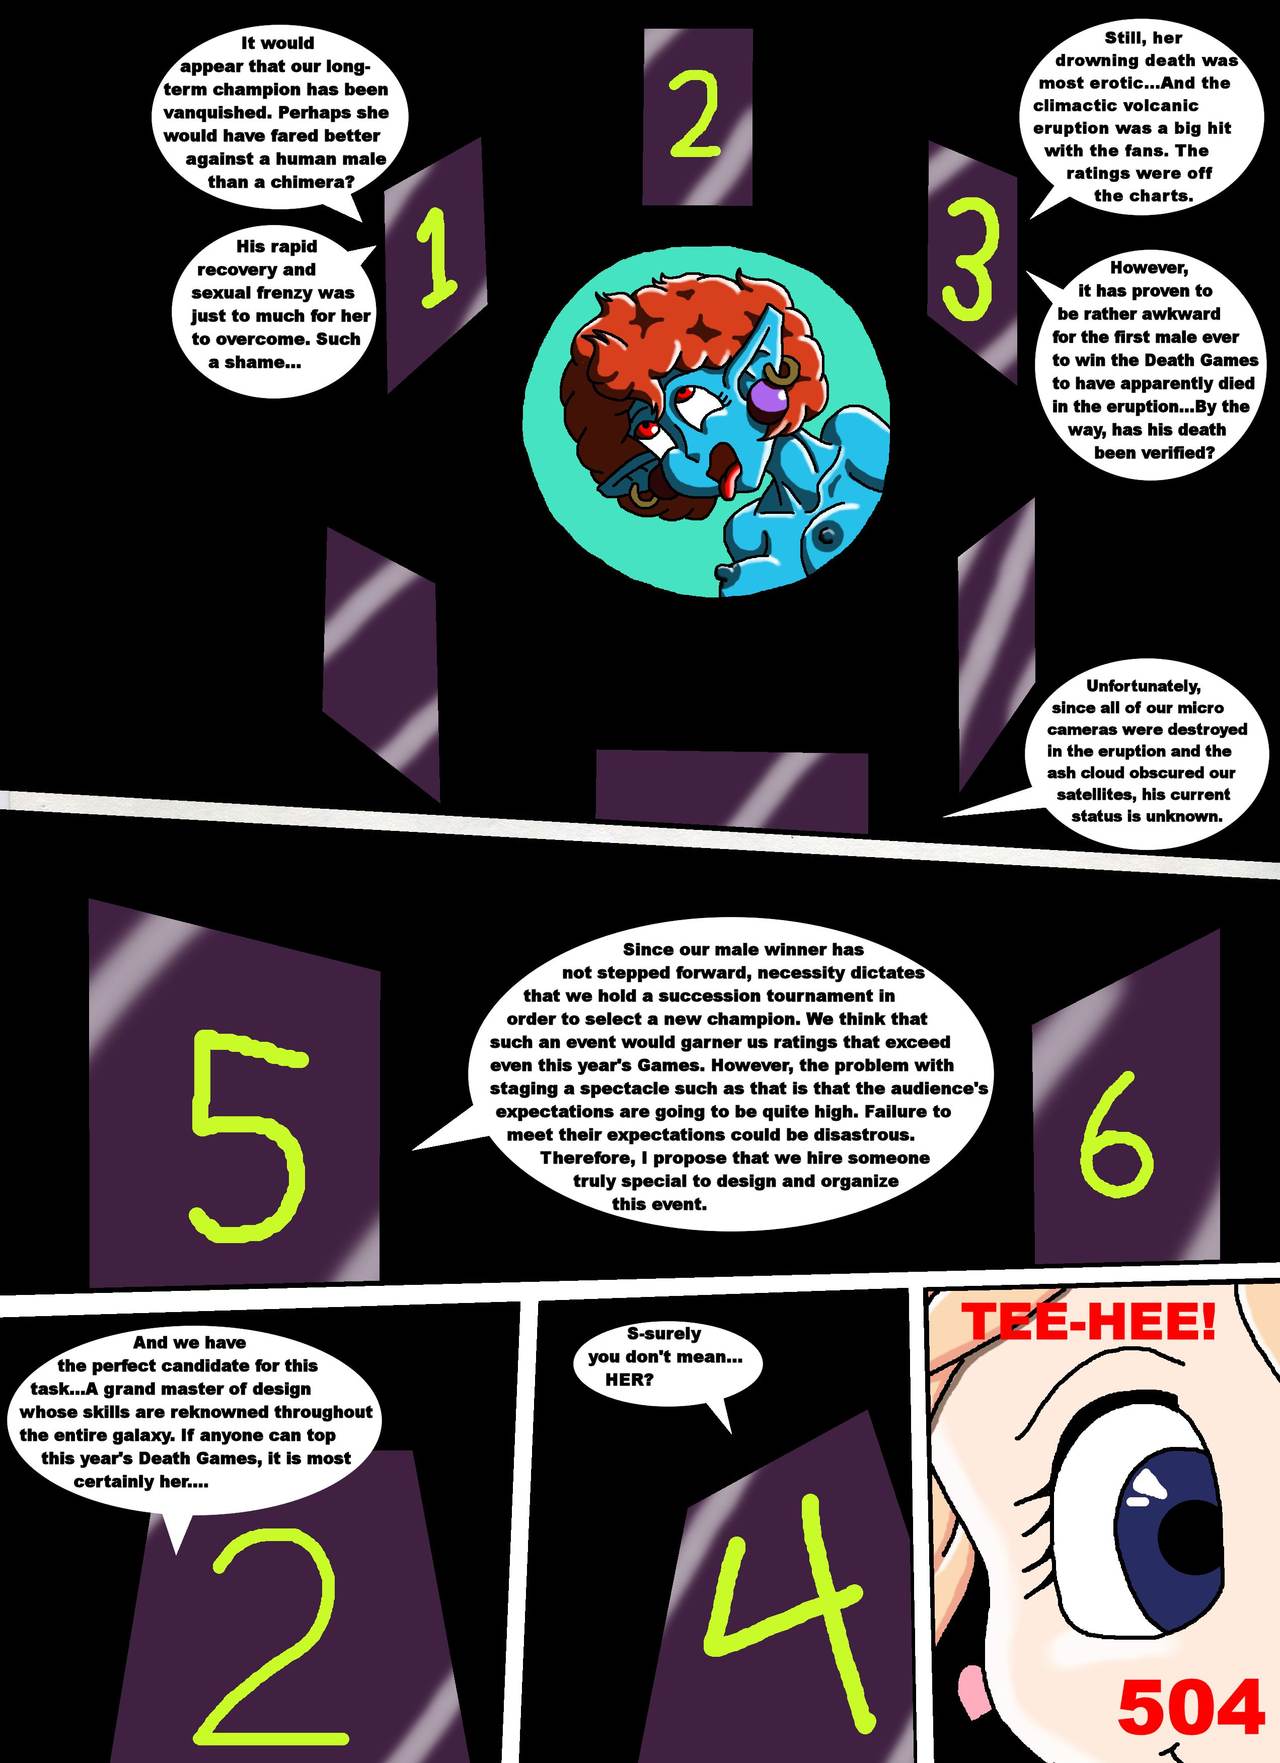 It would
appear that our long-
term champion has been
vanquished. Perhaps she
would have fared better
against a human male
than a chimera?
His rapid
recovery and
sexual frenzy was
just to much for her
to overcome. Such
a shame...
1
2
3
Still, her
drowning death was
most erotic...And the
climactic volcanic
eruption was a big hit
with the fans. The
ratings were off
the charts.
However,
it has proven to
be rather awkward
for the first male ever
to win the Death Games
to have apparently died
in the eruption...By the
way, has his death
been verified?
Unfortunately,
since all of our micro
cameras were destroyed
in the eruption and the
ash cloud obscured our
satellites, his current
status is unknown.
5
Since our male winner has
not stepped forward, necessity dictates
that we hold a succession tournament in
order to select a new champion. We think that
such an event would garner us ratings that exceed
even this year's Games. However, the problem with
staging a spectacle such as that is that the audience's
expectations are going to be quite high. Failure to
meet their expectations could be disastrous.
Therefore, I propose that we hire someone
truly special to design and organize
this event.
6
And we have
the perfect candidate for this
task...A grand master of design
whose skills are reknowned throughout
the entire galaxy. If anyone can top
this year's Death Games, it is most
certainly her....
2
S-surely
you don't mean...
HER?
4
TEE-HEE!
504